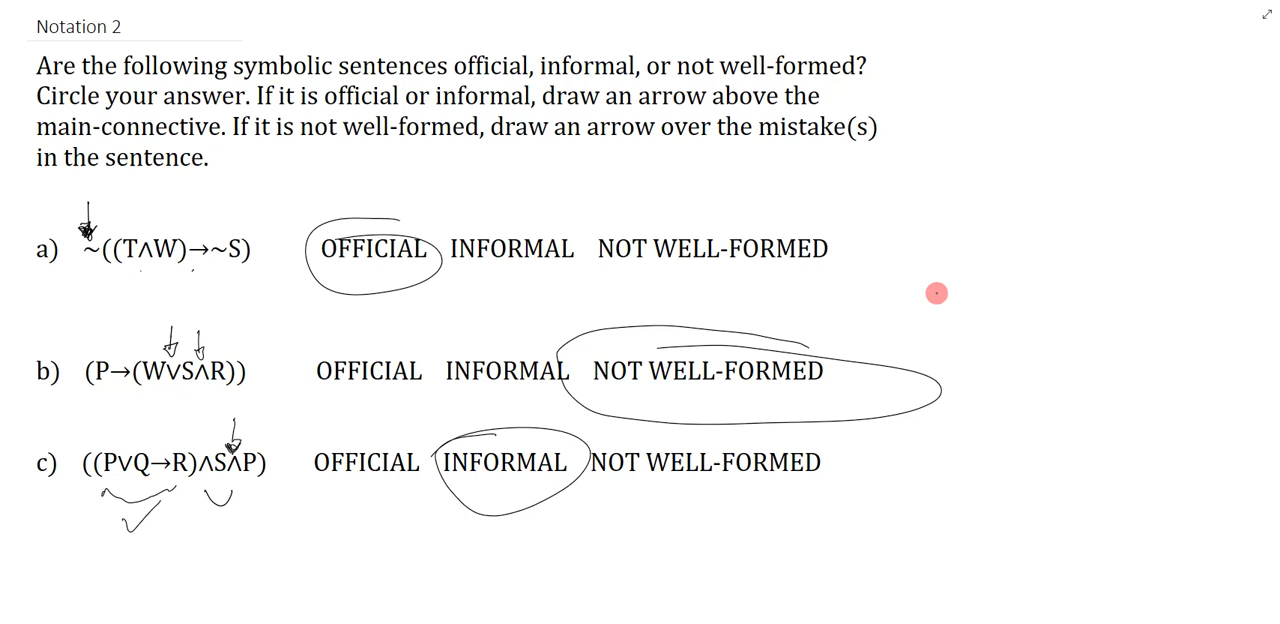 Notation 2
Are the following symbolic sentences official, informal, or not well-formed?
Circle your answer. If it is official or informal, draw an arrow above the
main-connective. If it is not well-formed, draw an arrow over the mistake(s)
in the sentence.
a) ~((T∧W)→~S) OFFICIAL INFORMAL NOT WELL-FORMED
b) (P→(W∨S∧R)) OFFICIAL INFORMAL NOT WELL-FORMED
c) ((P∨Q→R)∧S∧P) OFFICIAL INFORMAL NOT WELL-FORMED